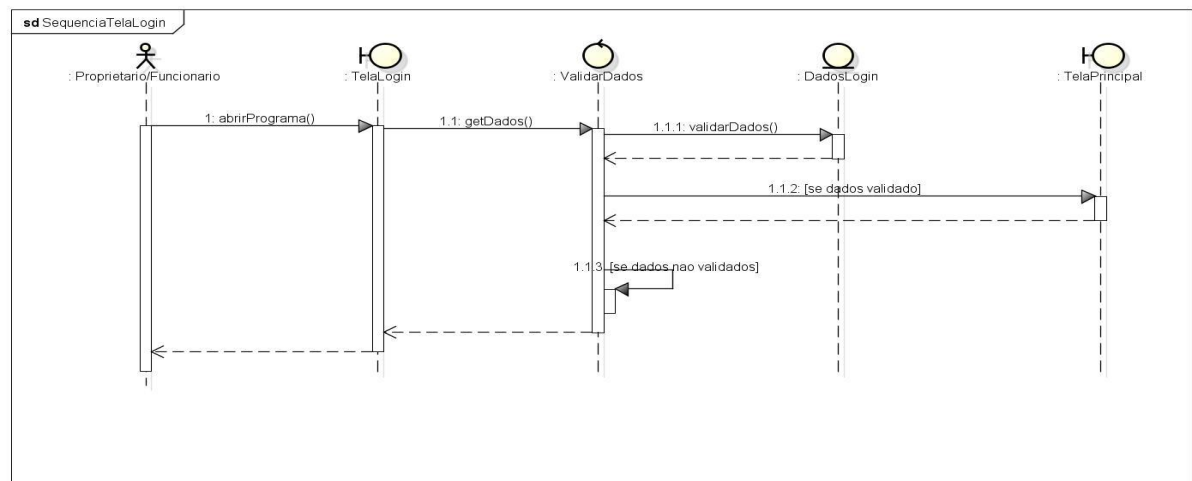 sd SequenciaTelaLogin
: Proprietario/Funcionario
: TelaLogin
: ValidarDados
: DadosLogin
: TelaPrincipal
1: abrirPrograma()
1.1: getDados()
1.1.1: validarDados()
1.1.2: [se dados validado]
1.1.3: [se dados nao validados]